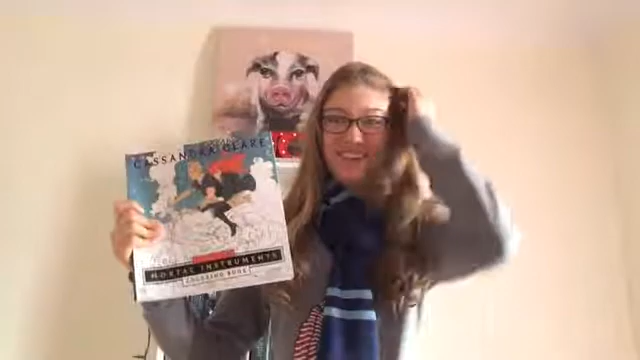 CASSANDRA CLARE
MORTAL INSTRUMENTS
COLORING BOOK